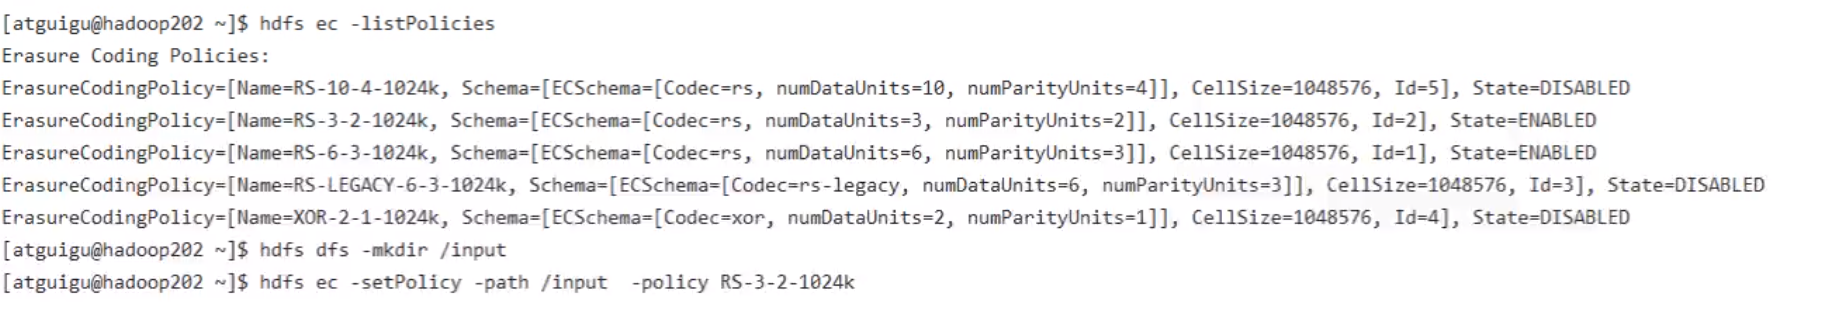 [atguigu@hadoop202 ~]$ hdfs ec -listPolicies
Erasure Coding Policies:
ErasureCodingPolicy=[Name=RS-10-4-1024k, Schema=[ECSchema=[Codec=rs, numDataUnits=10, numParityUnits=4]], CellSize=1048576, Id=5], State=DISABLED
ErasureCodingPolicy=[Name=RS-3-2-1024k, Schema=[ECSchema=[Codec=rs, numDataUnits=3, numParityUnits=2]], CellSize=1048576, Id=2], State=ENABLED
ErasureCodingPolicy=[Name=RS-6-3-1024k, Schema=[ECSchema=[Codec=rs, numDataUnits=6, numParityUnits=3]], CellSize=1048576, Id=1], State=ENABLED
ErasureCodingPolicy=[Name=RS-LEGACY-6-3-1024k, Schema=[ECSchema=[Codec=rs-legacy, numDataUnits=6, numParityUnits=3]], CellSize=1048576, Id=3], State=DISABLED
ErasureCodingPolicy=[Name=XOR-2-1-1024k, Schema=[ECSchema=[Codec=xor, numDataUnits=2, numParityUnits=1]], CellSize=1048576, Id=4], State=DISABLED
[atguigu@hadoop202 ~]$ hdfs dfs -mkdir /input
[atguigu@hadoop202 ~]$ hdfs ec -setPolicy -path /input  -policy RS-3-2-1024k